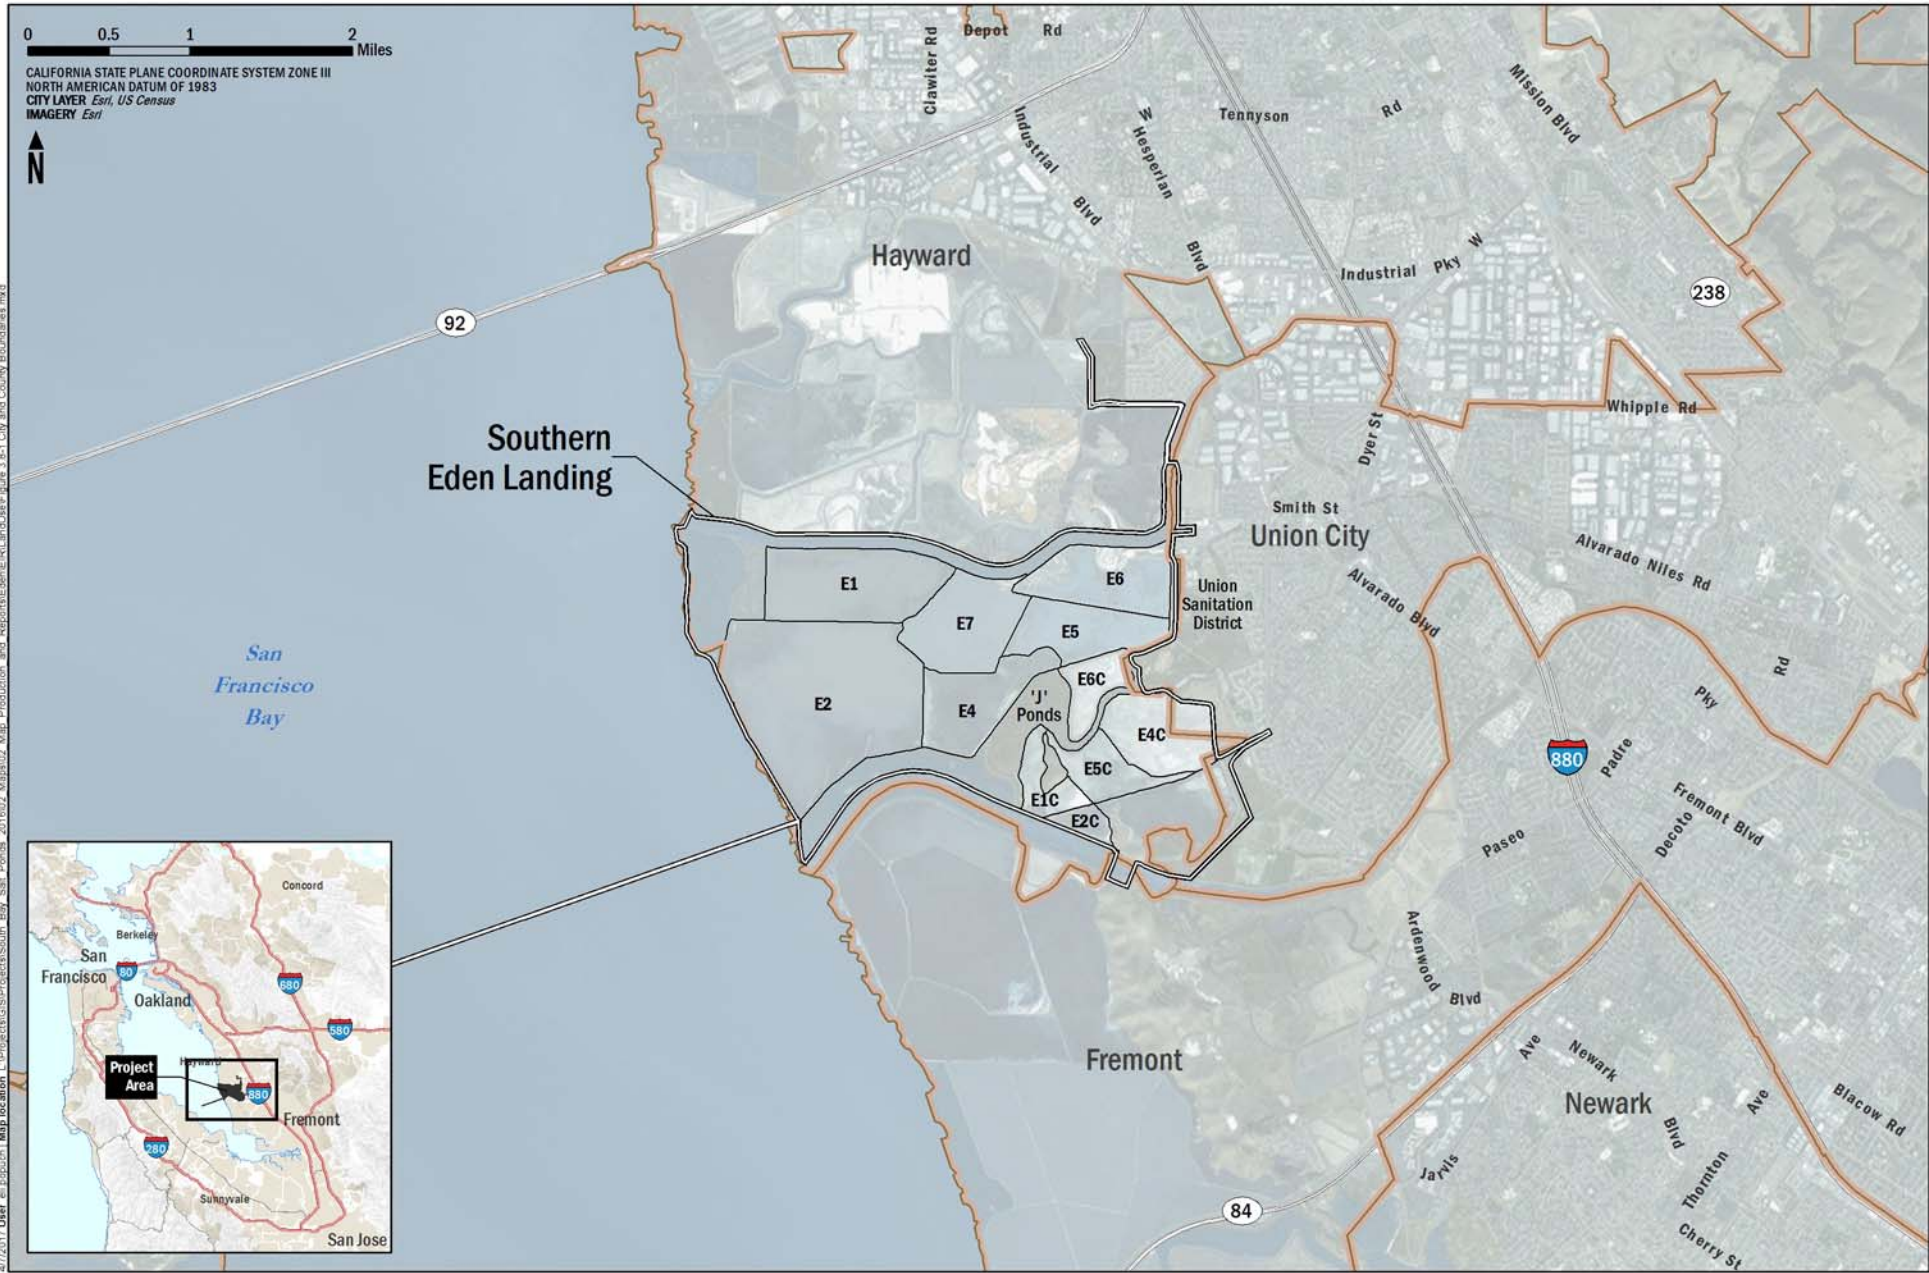 0 0.5 1 2
Miles
CALIFORNIA STATE PLANE COORDINATE SYSTEM ZONE III
NORTH AMERICAN DATUM OF 1983
CITY LAYER Esri, US Census
IMAGERY Esri
N
Depot Rd
Clawiter Rd
Industrial Blvd
W
Hesperian Blvd
Tennyson Rd
Mission Blvd
Hayward
Industrial Pky W
238
92
Whipple Rd
Dyer St
Southern
Eden Landing
Smith St
Union City
Alvarado Niles Rd
Alvarado Blvd
Union
Sanitation
District
E1
E6
E7
E5
E2
E4
E6C
'J'
Ponds
E4C
E5C
E1C
E2C
San
Francisco
Bay
880
Paseo Padre Pky
Fremont Blvd
Decoto Rd
Ardenwood Blvd
Fremont
Newark
Newark Blvd
Jarvis Ave
Thornton Ave
Cherry St
Blacow Rd
84
Concord
Berkeley
San
Francisco
80
Oakland
680
580
Hayward
Project
Area
880
Fremont
280
Sunnyvale
San Jose